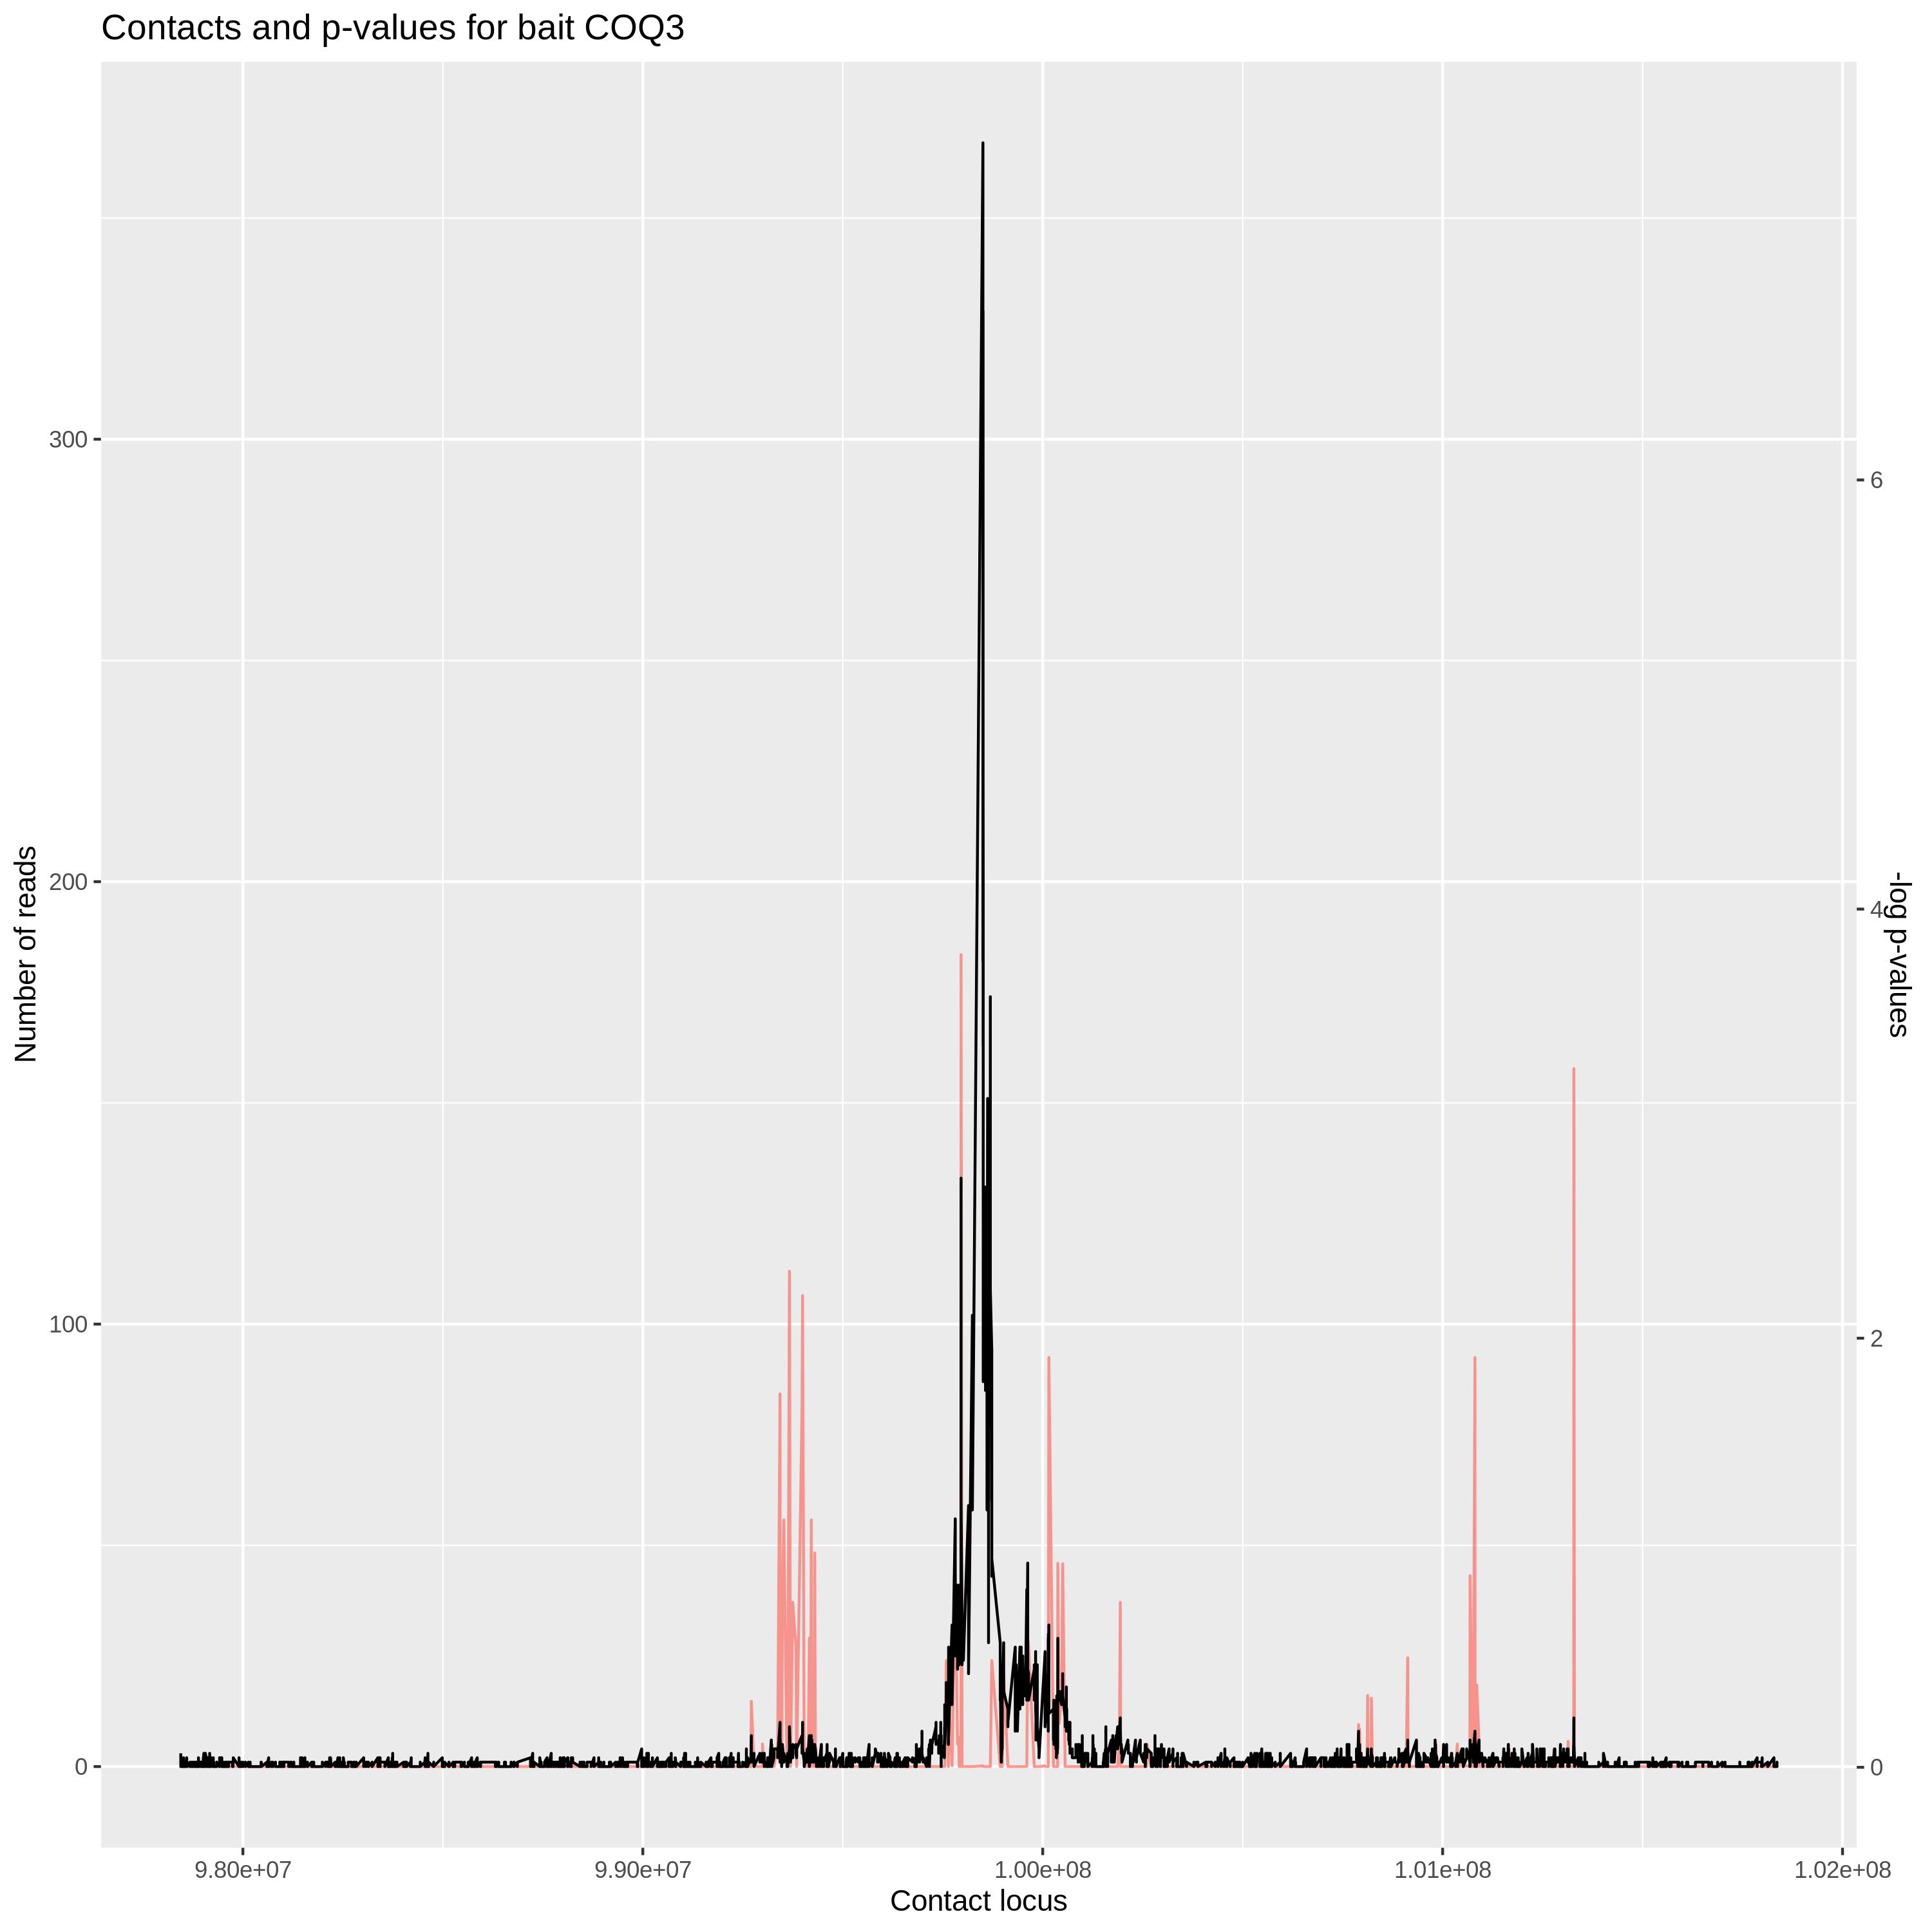 Contacts and p-values for bait COQ3
Number of reads
300
200
100
0
6
4
2
0
-log p-values
9.80e+07
9.90e+07
1.00e+08
1.01e+08
1.02e+08
Contact locus